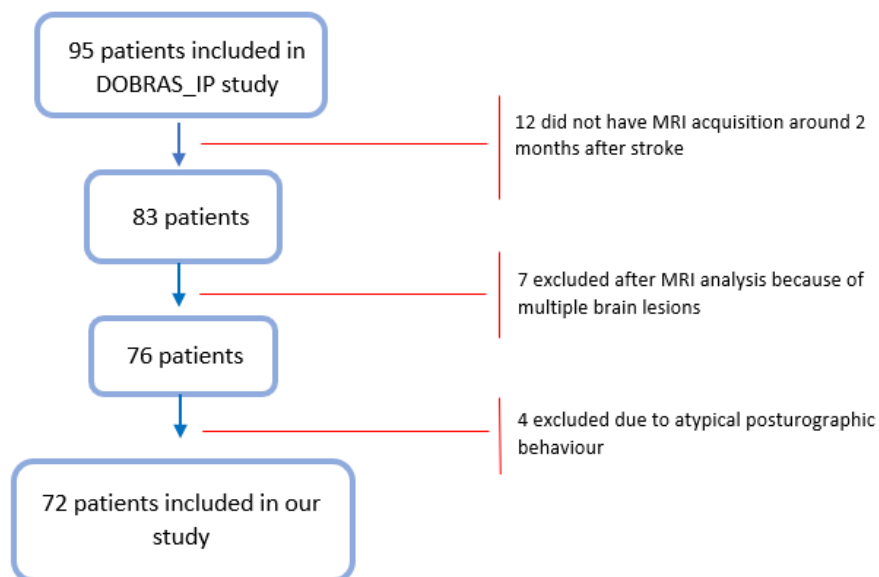 95 patients included in
DOBRAS_IP study
12 did not have MRI acquisition around 2
months after stroke
83 patients
7 excluded after MRI analysis because of
multiple brain lesions
76 patients
4 excluded due to atypical posturographic
behaviour
72 patients included in our
study